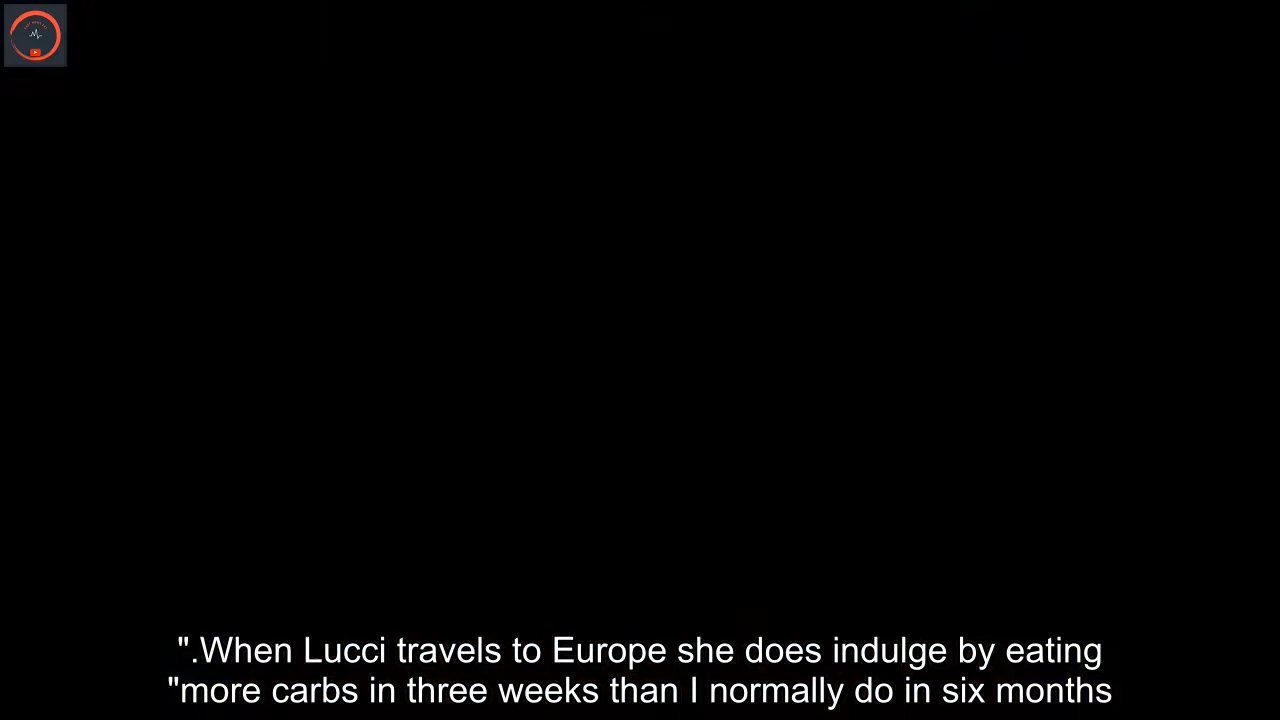 ".When Lucci travels to Europe she does indulge by eating
"more carbs in three weeks than I normally do in six months